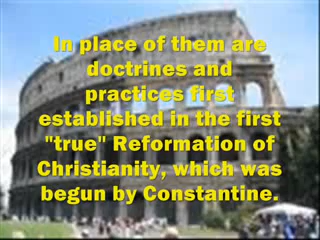 In place of them are
doctrines and
practices first
established in the first
"true" Reformation of
Christianity, which was
begun by Constantine.